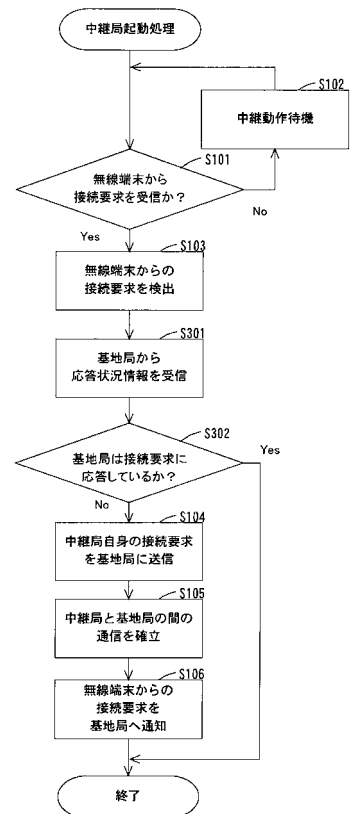 中継局起動処理
S102
中継動作待機
S101
無線端末から
接続要求を受信か?
No
Yes
S103
無線端末からの
接続要求を検出
S301
基地局から
応答状況情報を受信
S302
基地局は接続要求に
応答しているか?
Yes
No
S104
中継局自身の接続要求
を基地局に送信
S105
中継局と基地局の間の
通信を確立
S106
無線端末からの
接続要求を
基地局へ通知
終了